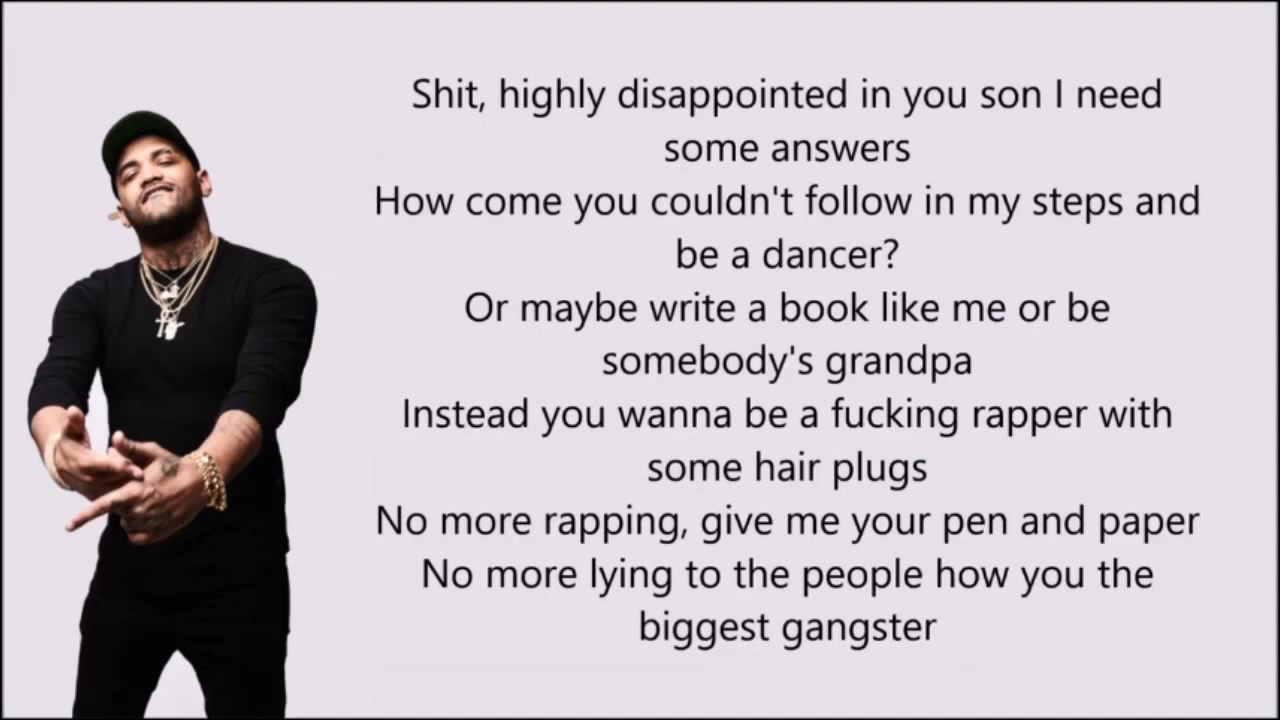 Shit, highly disappointed in you son I need
some answers
How come you couldn't follow in my steps and
be a dancer?
Or maybe write a book like me or be
somebody's grandpa
Instead you wanna be a fucking rapper with
some hair plugs
No more rapping, give me your pen and paper
No more lying to the people how you the
biggest gangster